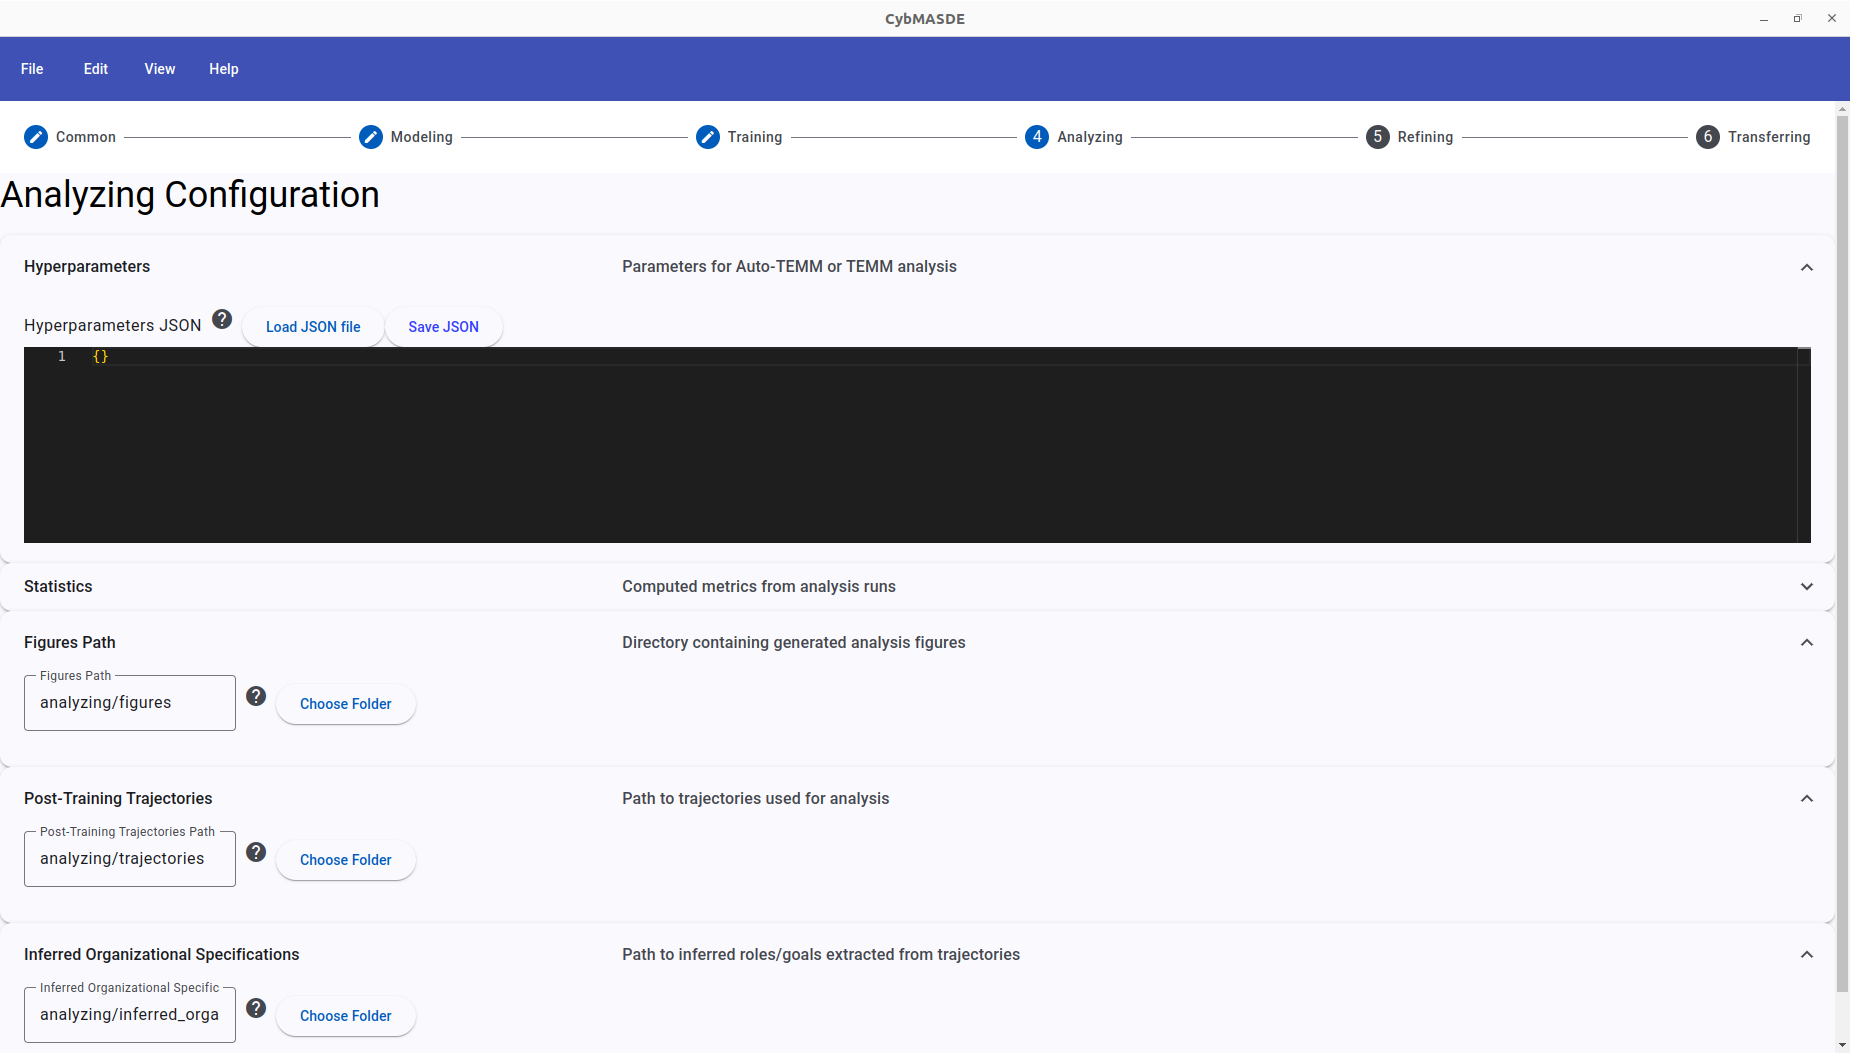 CybMASDE
File Edit View Help
Common Modeling Training 4 Analyzing 5 Refining 6 Transferring
Analyzing Configuration
Hyperparameters Parameters for Auto-TEMM or TEMM analysis
Hyperparameters JSON ? Load JSON file Save JSON
1 {}
Statistics Computed metrics from analysis runs
Figures Path Directory containing generated analysis figures
Figures Path
analyzing/figures ? Choose Folder
Post-Training Trajectories Path to trajectories used for analysis
Post-Training Trajectories Path
analyzing/trajectories ? Choose Folder
Inferred Organizational Specifications Path to inferred roles/goals extracted from trajectories
Inferred Organizational Specific
analyzing/inferred_orga ? Choose Folder